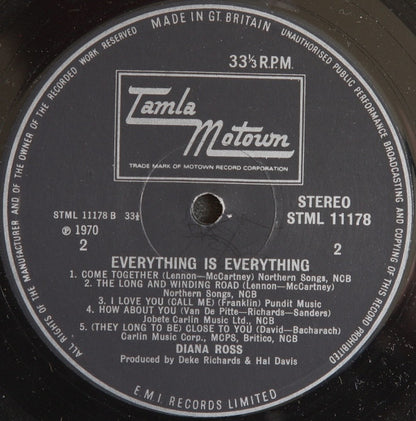 MADE IN GT. BRITAIN
UNAUTHORISED PUBLIC PERFORMANCE BROADCASTING AND COPYING OF THIS RECORD PROHIBITED
ALL RIGHTS OF THE MANUFACTURER AND OF THE OWNER OF THE RECORDED WORK RESERVED
33⅓ R.P.M.
Tamla
Motown
TRADE MARK OF MOTOWN RECORD CORPORATION
STML 11178 B 33⅓
STEREO
STML 11178
℗ 1970
2
2
EVERYTHING IS EVERYTHING
1. COME TOGETHER (Lennon—McCartney) Northern Songs, NCB
2. THE LONG AND WINDING ROAD (Lennon—McCartney)
Northern Songs, NCB
3. I LOVE YOU (CALL ME) (Franklin) Pundit Music
4. HOW ABOUT YOU (Van De Pitte—Richards—Sanders)
Jobete Carlin Music Ltd., NCB
5. (THEY LONG TO BE) CLOSE TO YOU (David—Bacharach)
Carlin Music Corp., MCPS, Britico, NCB
DIANA ROSS
Produced by Deke Richards & Hal Davis
E.M.I. RECORDS LIMITED